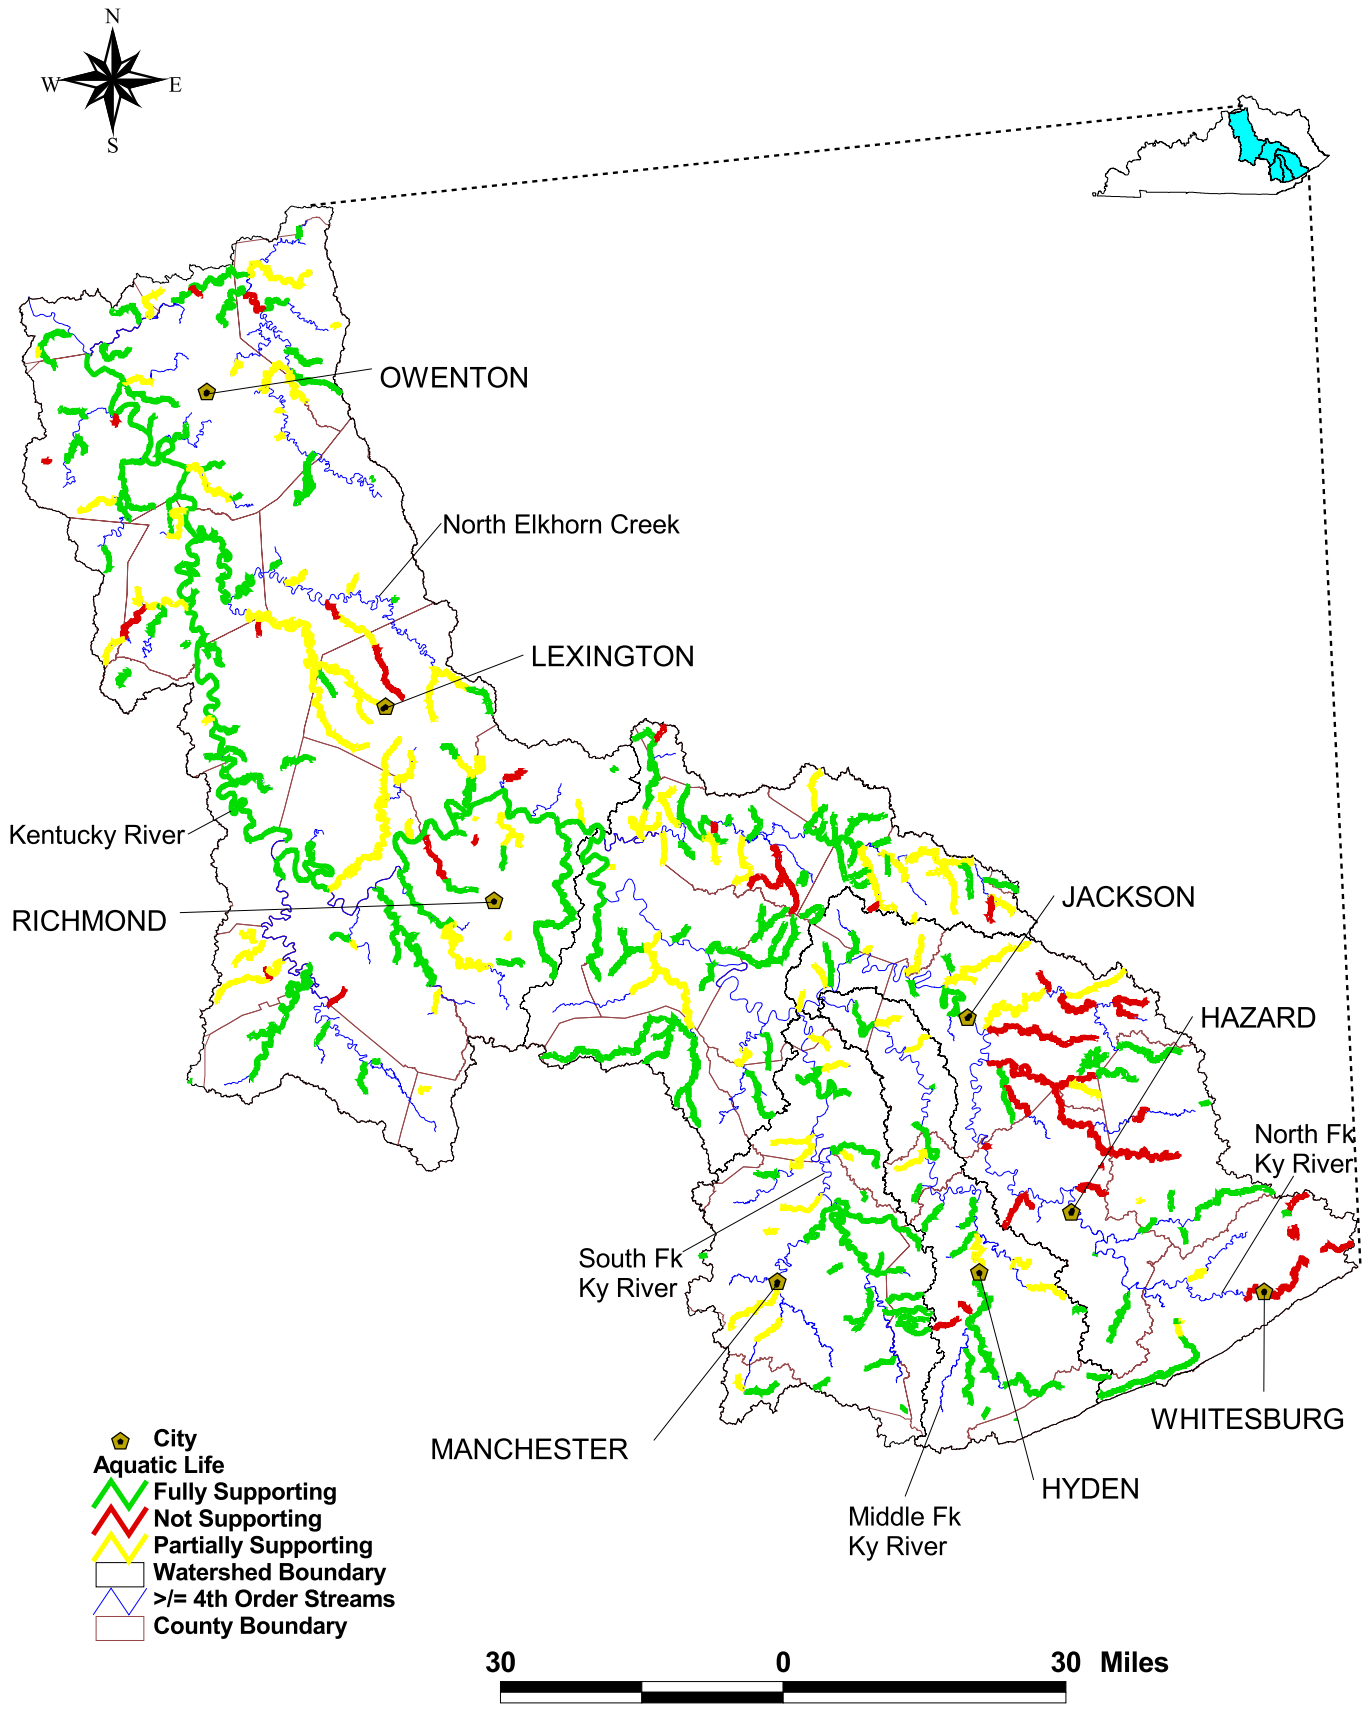 N
W E
S
OWENTON
North Elkhorn Creek
LEXINGTON
Kentucky River
RICHMOND
JACKSON
HAZARD
North Fk
Ky River
South Fk
Ky River
WHITESBURG
MANCHESTER
HYDEN
Middle Fk
Ky River
City
Aquatic Life
Fully Supporting
Not Supporting
Partially Supporting
Watershed Boundary
>/= 4th Order Streams
County Boundary
30 0 30 Miles